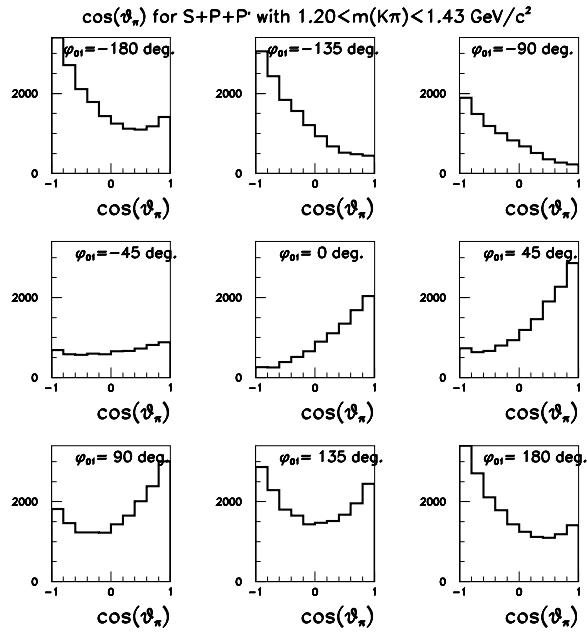 cos(ϑπ) for S+P+P' with 1.20<m(Kπ)<1.43 GeV/c²
φ01=−180 deg. φ01=−135 deg. φ01=−90 deg.
2000 2000 2000
0 0 0
−1 0 1 −1 0 1 −1 0 1
cos(ϑπ) cos(ϑπ) cos(ϑπ)
φ01=−45 deg. φ01= 0 deg. φ01= 45 deg.
2000 2000 2000
0 0 0
−1 0 1 −1 0 1 −1 0 1
cos(ϑπ) cos(ϑπ) cos(ϑπ)
φ01= 90 deg. φ01= 135 deg. φ01= 180 deg.
2000 2000 2000
0 0 0
−1 0 1 −1 0 1 −1 0 1
cos(ϑπ) cos(ϑπ) cos(ϑπ)